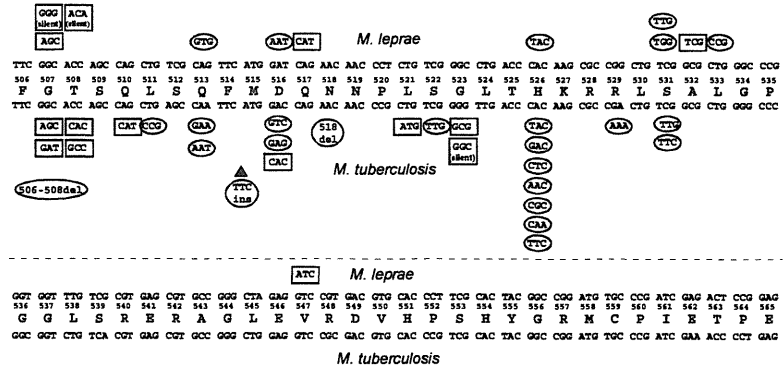 GGG ACA TTG
(silent) (silent)
AGC GTG AAT CAT M. leprae TAC TGG TCG CCG
TTC GGC ACC AGC CAG CTG TCG CAG TTC ATG GAT CAG AAC AAC CCT CTG TCG GGC CTG ACC CAC AAG CGC CGG CTG TCG GCG CTG GGC CCG
506 507 508 509 510 511 512 513 514 515 516 517 518 519 520 521 522 523 524 525 526 527 528 529 530 531 532 533 534 535
F G T S Q L S Q F M D Q N N P L S G L T H K R R L S A L G P
TTC GGC ACC AGC CAG CTG AGC CAA TTC ATG GAC CAG AAC AAC CCG CTG TCG GGG TTG ACC CAC AAG CGC CGA CTG TCG GCG CTG GGG CCC
AGC CAC CAT CCG GAA GTC 518 ATG TTG GCG TAC AAA TTG
GAT GCC AAT GAG del GGC GAC TTC
(silent)
CAC M. tuberculosis CTC
506-508del TTC AAC
ins CGC
CAA
TTC
ATC M. leprae
GGT GGT TTG TCG CGT GAG CGT GCC GGG CTA GAG GTC CGT GAC GTG CAC CCT TCG CAC TAC GGC CGG ATG TGC CCG ATC GAG ACT CCG GAG
536 537 538 539 540 541 542 543 544 545 546 547 548 549 550 551 552 553 554 555 556 557 558 559 560 561 562 563 564 565
G G L S R E R A G L E V R D V H P S H Y G R M C P I E T P E
GGC GGT CTG TCA CGT GAG CGT GCC GGG CTG GAG GTC CGC GAC GTG CAC CCG TCG CAC TAC GGC CGG ATG TGC CCG ATC GAA ACC CCT GAG
M. tuberculosis